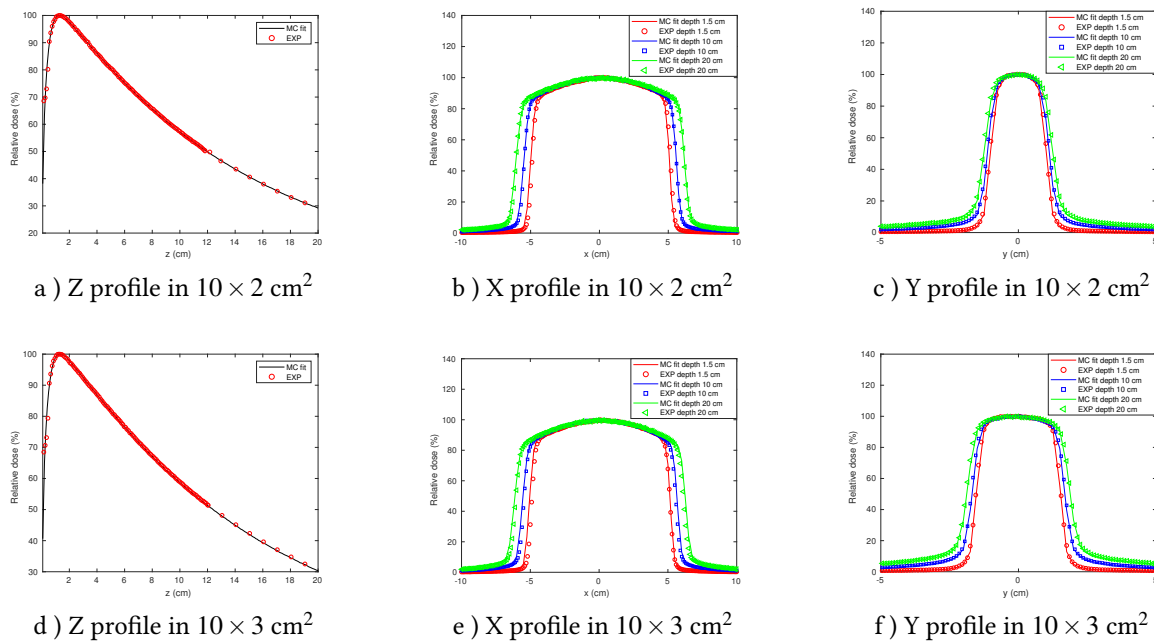 100
90
80
70
60
50
40
30
20
2 4 6 8 10 12 14 16 18 20
z (cm)
Relative dose (%)
MC fit
EXP
a ) Z profile in 10 × 2 cm²
140
120
100
80
60
40
20
0
-10 -5 0 5 10
x (cm)
Relative dose (%)
MC fit depth 1.5 cm
EXP depth 1.5 cm
MC fit depth 10 cm
EXP depth 10 cm
MC fit depth 20 cm
EXP depth 20 cm
b ) X profile in 10 × 2 cm²
140
120
100
80
60
40
20
0
-5 0 5
y (cm)
Relative dose (%)
MC fit depth 1.5 cm
EXP depth 1.5 cm
MC fit depth 10 cm
EXP depth 10 cm
MC fit depth 20 cm
EXP depth 20 cm
c ) Y profile in 10 × 2 cm²
100
90
80
70
60
50
40
30
2 4 6 8 10 12 14 16 18 20
z (cm)
Relative dose (%)
MC fit
EXP
d ) Z profile in 10 × 3 cm²
140
120
100
80
60
40
20
0
-10 -5 0 5 10
x (cm)
Relative dose (%)
MC fit depth 1.5 cm
EXP depth 1.5 cm
MC fit depth 10 cm
EXP depth 10 cm
MC fit depth 20 cm
EXP depth 20 cm
e ) X profile in 10 × 3 cm²
140
120
100
80
60
40
20
0
-5 0 5
y (cm)
Relative dose (%)
MC fit depth 1.5 cm
EXP depth 1.5 cm
MC fit depth 10 cm
EXP depth 10 cm
MC fit depth 20 cm
EXP depth 20 cm
f ) Y profile in 10 × 3 cm²